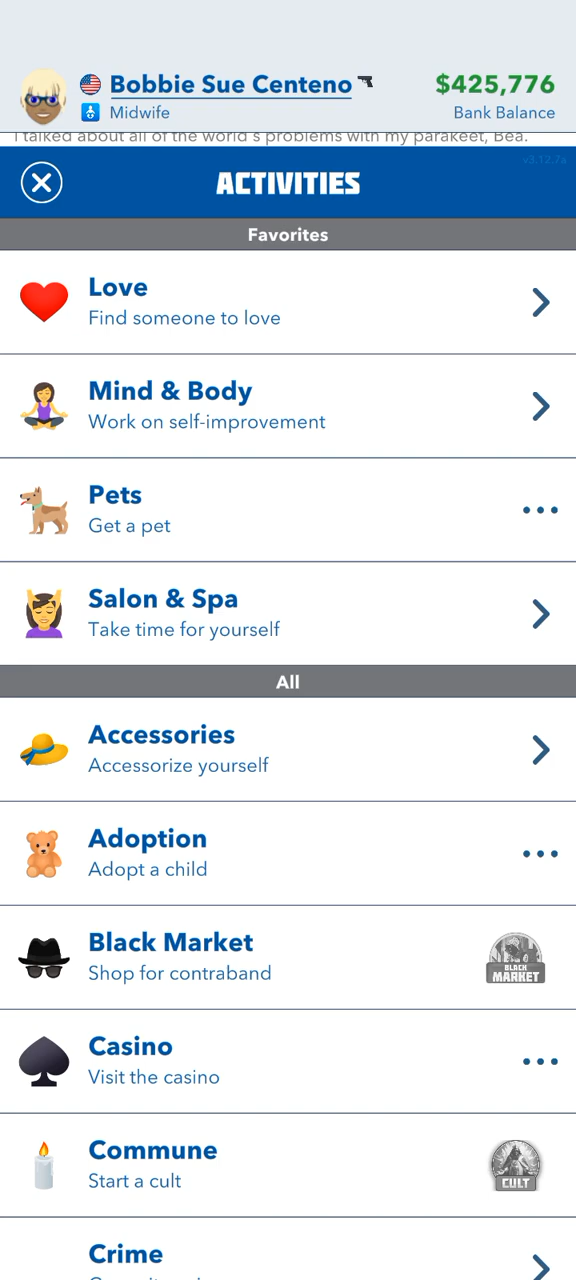 Bobbie Sue Centeno
$425,776
Midwife
Bank Balance
I talked about all of the world's problems with my parakeet, Bea.
v3.12.7a
ACTIVITIES
Favorites
Love
Find someone to love
Mind & Body
Work on self-improvement
Pets
Get a pet
Salon & Spa
Take time for yourself
All
Accessories
Accessorize yourself
Adoption
Adopt a child
Black Market
Shop for contraband
BLACK
MARKET
Casino
Visit the casino
Commune
Start a cult
CULT
Crime